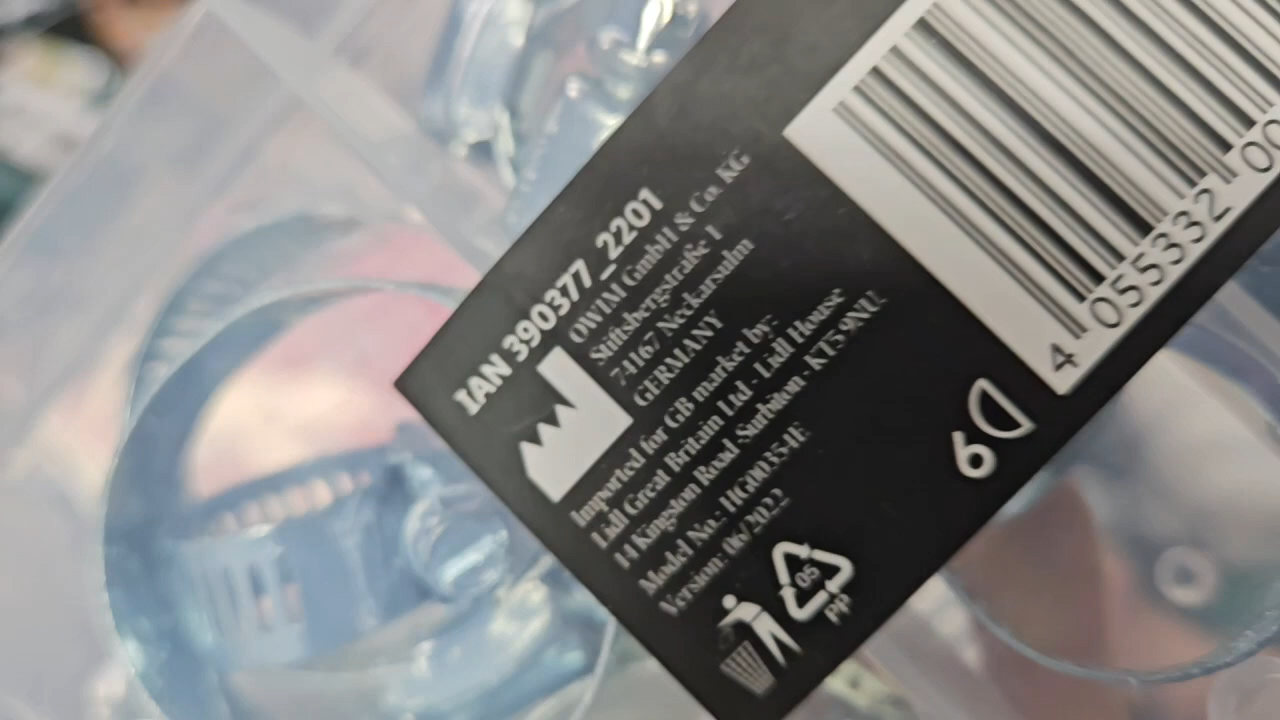 IAN 390377_2201
OWIM GmbH & Co. KG
Stiftsbergstraße 1
74167 Neckarsulm
GERMANY
Imported for GB market by:
Lidl Great Britain Ltd · Lidl House
14 Kingston Road · Surbiton · KT5 9NU
Model No.: HG00354E
Version: 06/2022
05
PP
4 055332 00
6D